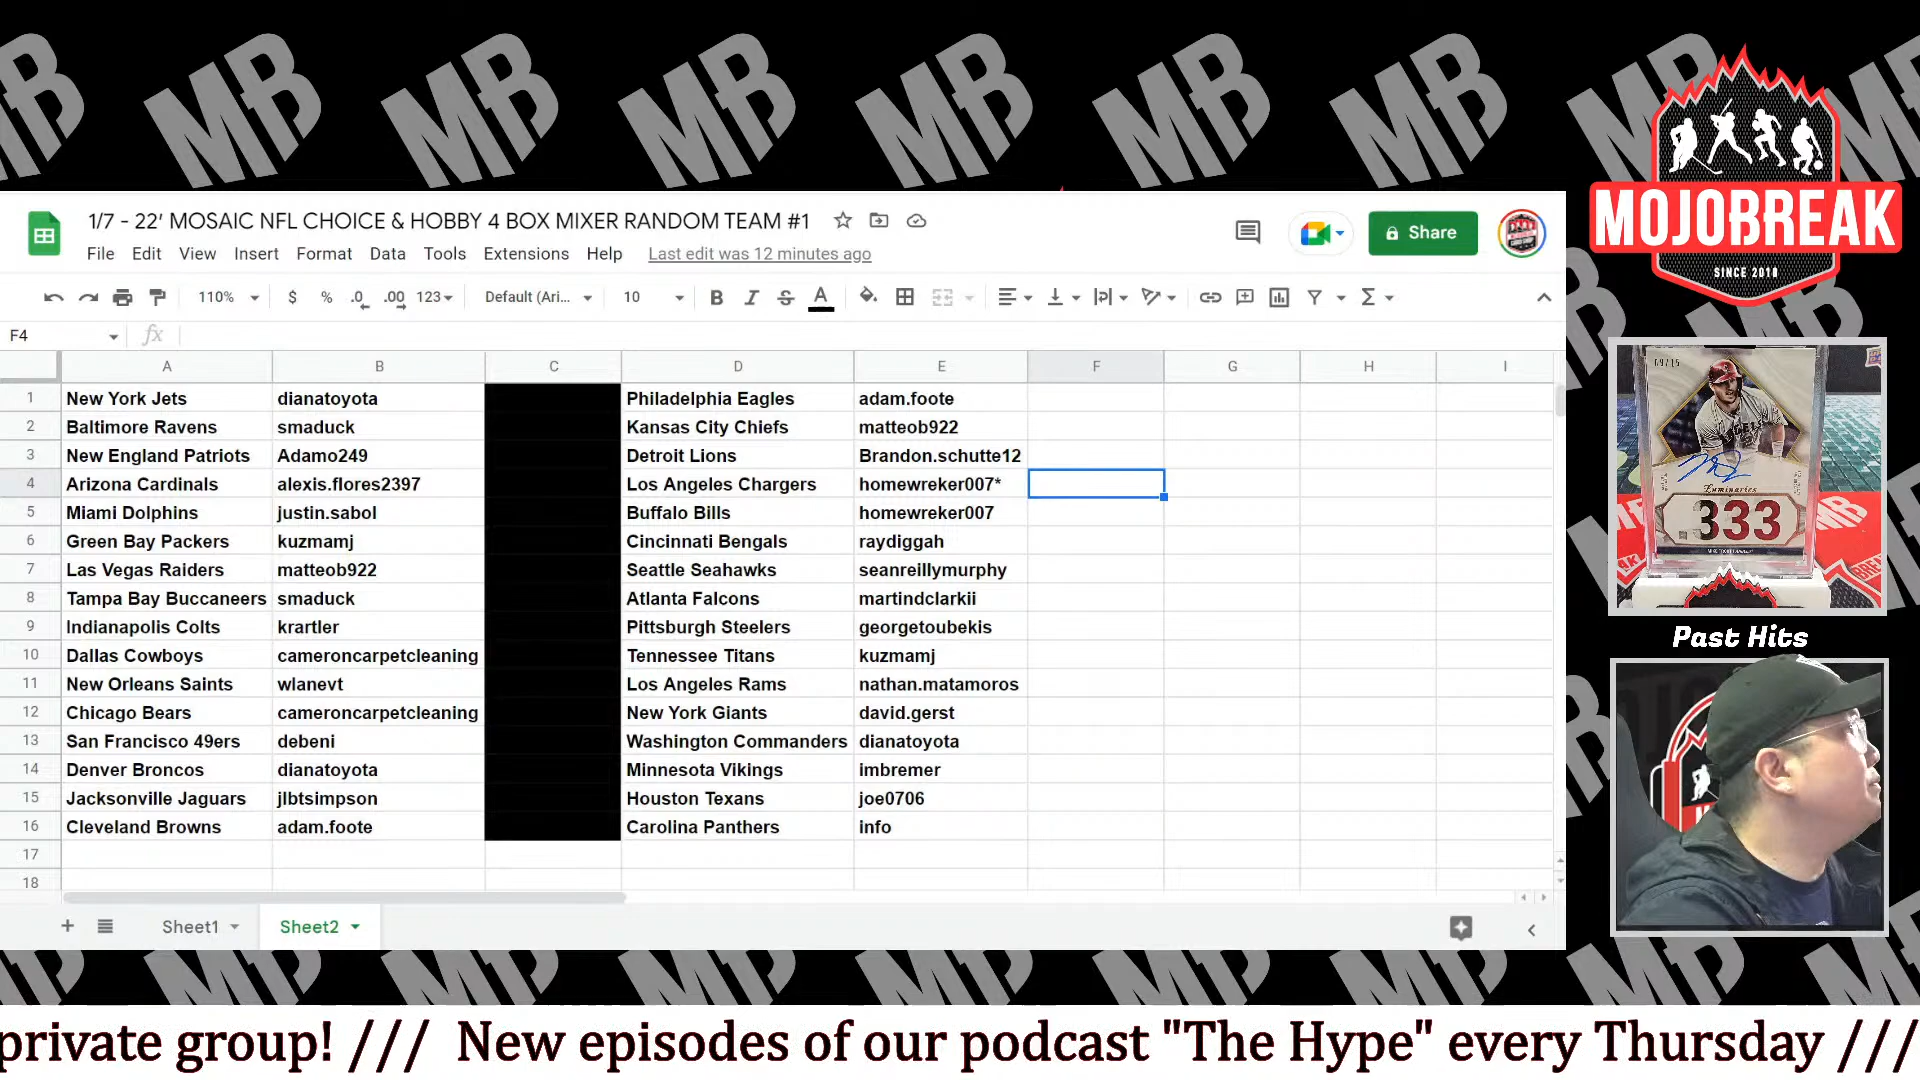 1/7 - 22′ MOSAIC NFL CHOICE & HOBBY 4 BOX MIXER RANDOM TEAM #1
File Edit View Insert Format Data Tools Extensions Help Last edit was 12 minutes ago
Share
110% $ % .0 .00 123 Default (Ari... 10 B I S A
F4 fx
A B C D E F G H I
1 New York Jets dianatoyota Philadelphia Eagles adam.foote
2 Baltimore Ravens smaduck Kansas City Chiefs matteob922
3 New England Patriots Adamo249 Detroit Lions Brandon.schutte12
4 Arizona Cardinals alexis.flores2397 Los Angeles Chargers homewreker007*
5 Miami Dolphins justin.sabol Buffalo Bills homewreker007
6 Green Bay Packers kuzmamj Cincinnati Bengals raydiggah
7 Las Vegas Raiders matteob922 Seattle Seahawks seanreillymurphy
8 Tampa Bay Buccaneers smaduck Atlanta Falcons martindclarkii
9 Indianapolis Colts krartler Pittsburgh Steelers georgetoubekis
10 Dallas Cowboys cameroncarpetcleaning Tennessee Titans kuzmamj
11 New Orleans Saints wlanevt Los Angeles Rams nathan.matamoros
12 Chicago Bears cameroncarpetcleaning New York Giants david.gerst
13 San Francisco 49ers debeni Washington Commanders dianatoyota
14 Denver Broncos dianatoyota Minnesota Vikings imbremer
15 Jacksonville Jaguars jlbtsimpson Houston Texans joe0706
16 Cleveland Browns adam.foote Carolina Panthers info
17
18
Sheet1 Sheet2
MOJOBREAK
SINCE 2010
Luminaries
333
Past Hits
private group! /// New episodes of our podcast "The Hype" every Thursday ///